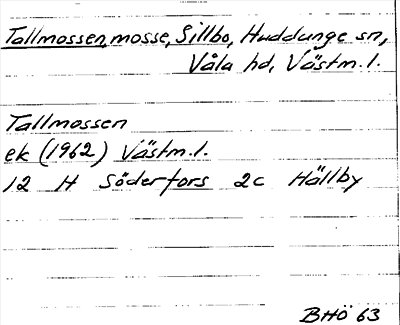 Tallmossen, mosse, Sillbo, Huddunge sn,
Våla hd, Västm.l.
Tallmossen
ek (1962) Västm.l.
12 H Söderfors 2c Hällby
BHÖ 63